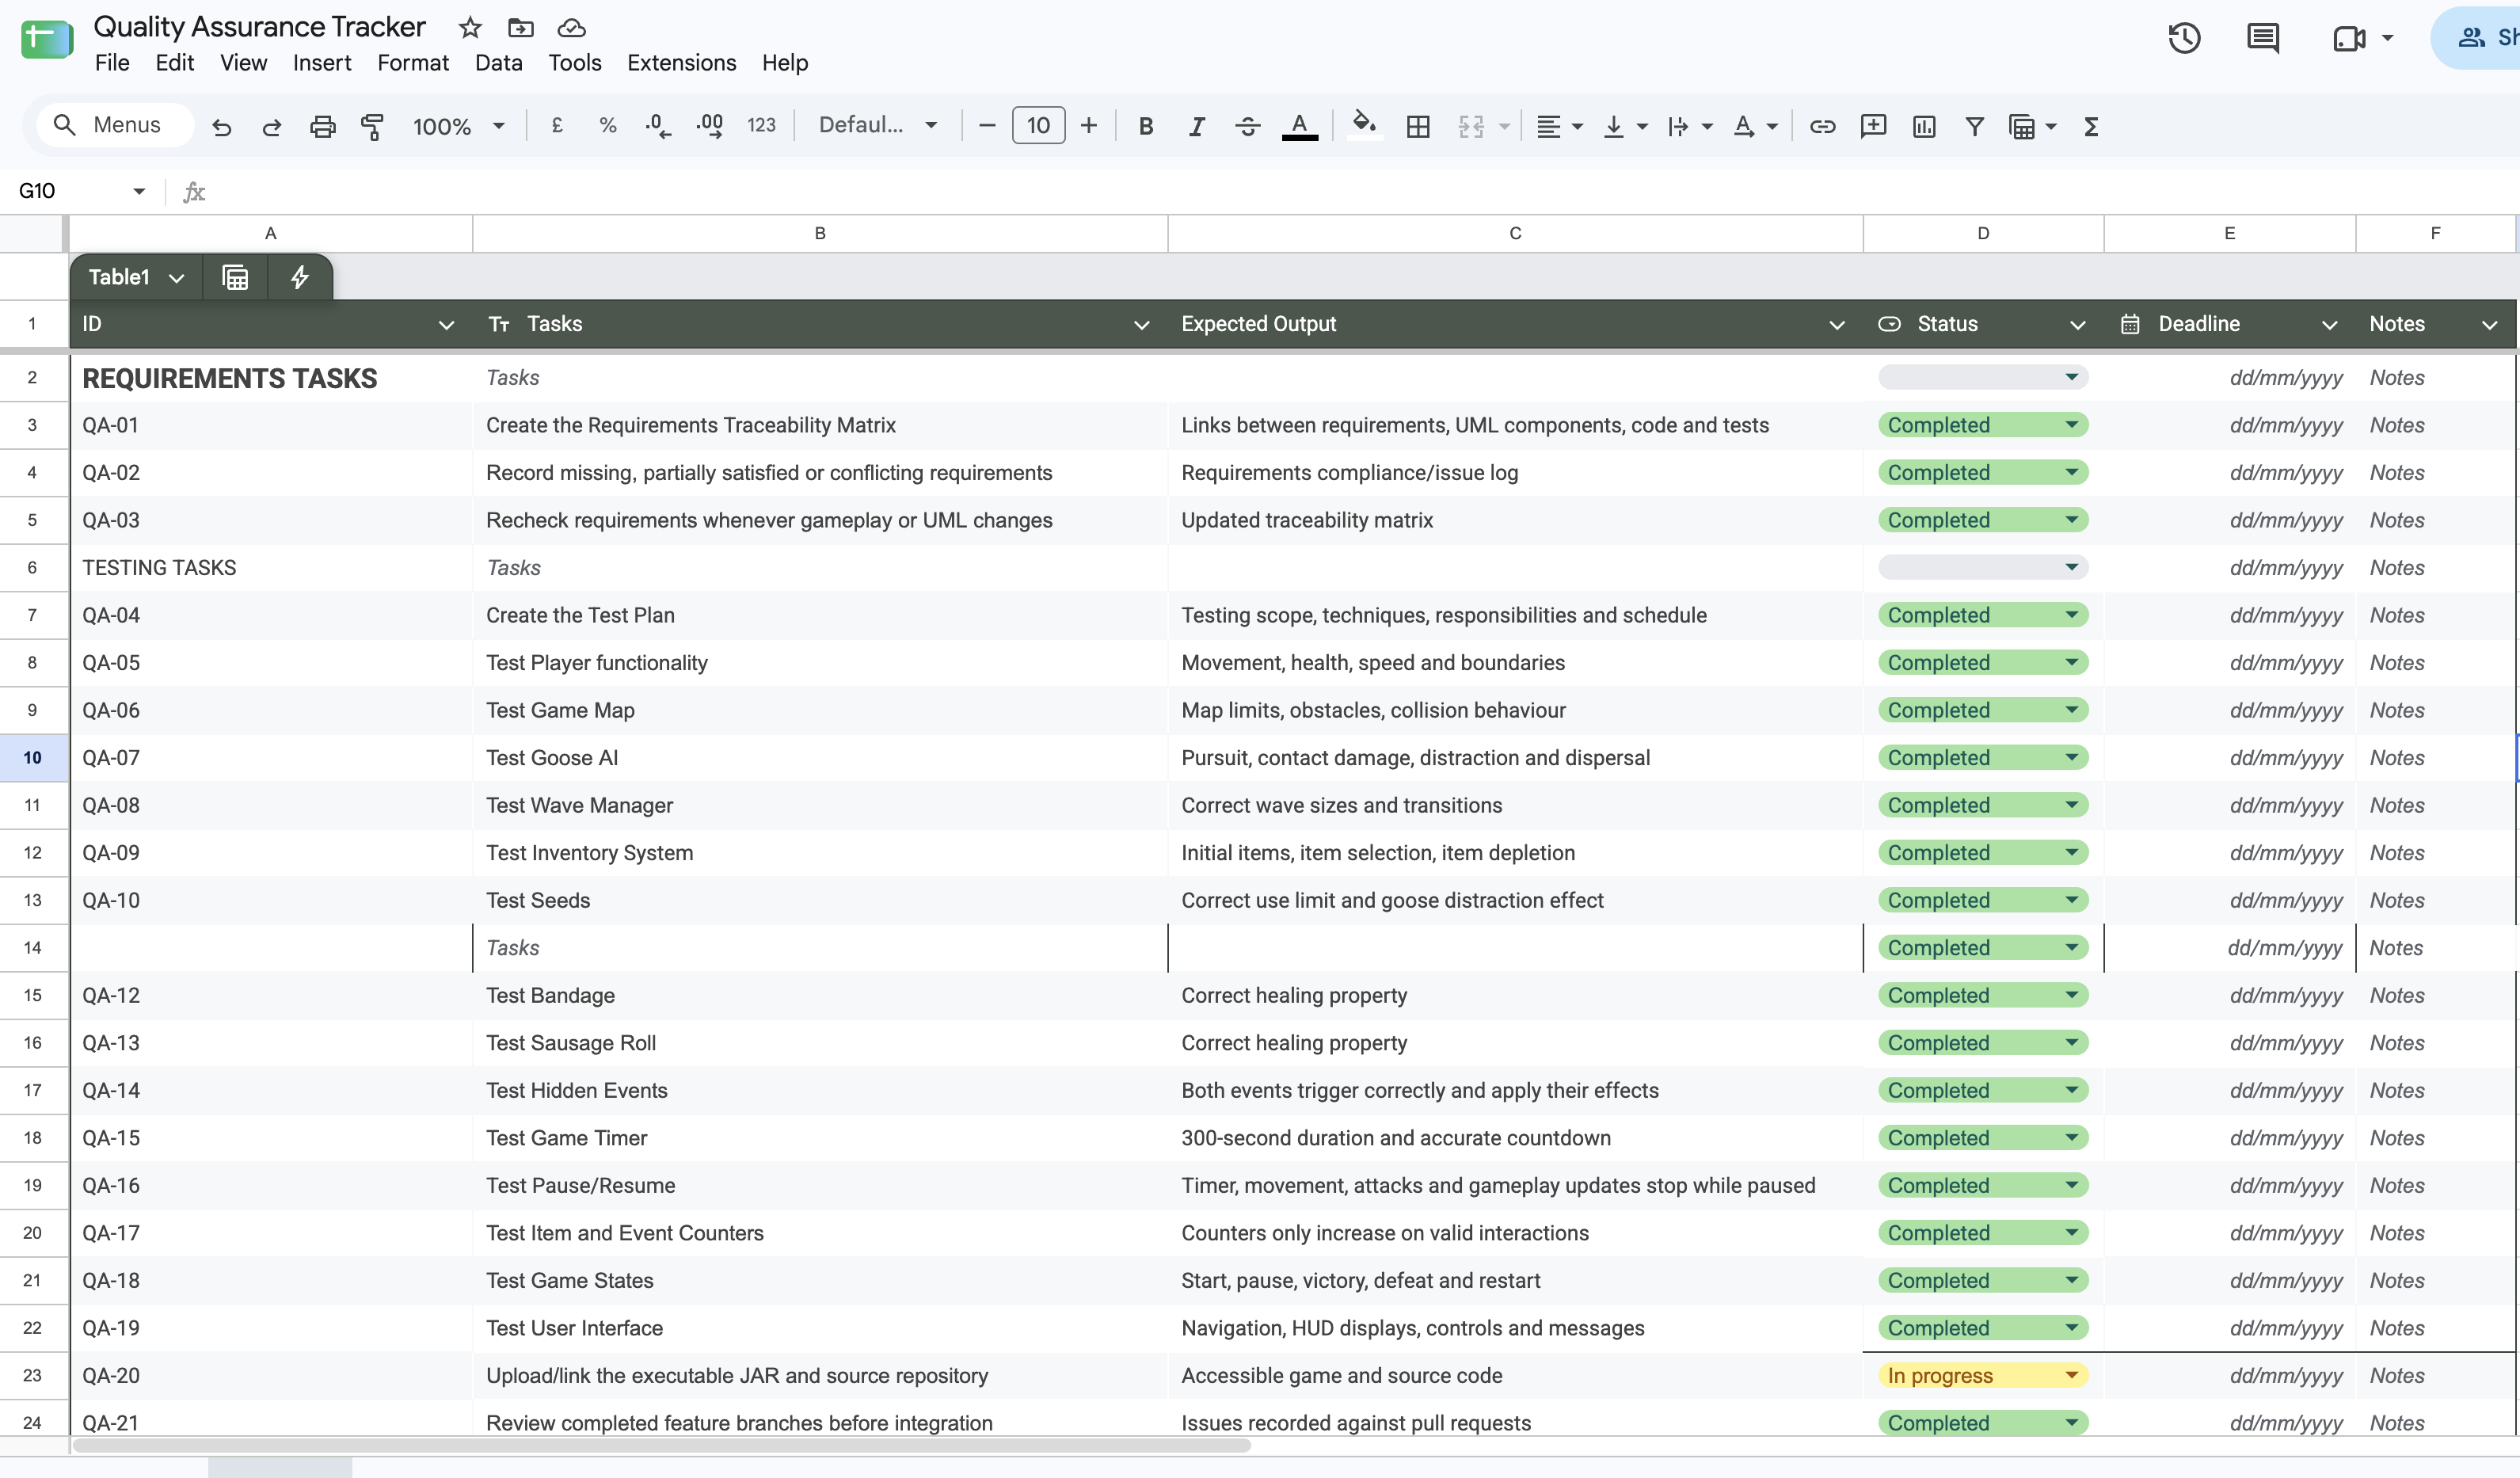 Quality Assurance Tracker
File Edit View Insert Format Data Tools Extensions Help
Menus 100% £ % .0 .00 123 Defaul... 10 B I S A Σ
G10 fx
A B C D E F
Table1
1 ID Tт Tasks Expected Output Status Deadline Notes
2 REQUIREMENTS TASKS Tasks dd/mm/yyyy Notes
3 QA-01 Create the Requirements Traceability Matrix Links between requirements, UML components, code and tests Completed dd/mm/yyyy Notes
4 QA-02 Record missing, partially satisfied or conflicting requirements Requirements compliance/issue log Completed dd/mm/yyyy Notes
5 QA-03 Recheck requirements whenever gameplay or UML changes Updated traceability matrix Completed dd/mm/yyyy Notes
6 TESTING TASKS Tasks dd/mm/yyyy Notes
7 QA-04 Create the Test Plan Testing scope, techniques, responsibilities and schedule Completed dd/mm/yyyy Notes
8 QA-05 Test Player functionality Movement, health, speed and boundaries Completed dd/mm/yyyy Notes
9 QA-06 Test Game Map Map limits, obstacles, collision behaviour Completed dd/mm/yyyy Notes
10 QA-07 Test Goose AI Pursuit, contact damage, distraction and dispersal Completed dd/mm/yyyy Notes
11 QA-08 Test Wave Manager Correct wave sizes and transitions Completed dd/mm/yyyy Notes
12 QA-09 Test Inventory System Initial items, item selection, item depletion Completed dd/mm/yyyy Notes
13 QA-10 Test Seeds Correct use limit and goose distraction effect Completed dd/mm/yyyy Notes
14 Tasks Completed dd/mm/yyyy Notes
15 QA-12 Test Bandage Correct healing property Completed dd/mm/yyyy Notes
16 QA-13 Test Sausage Roll Correct healing property Completed dd/mm/yyyy Notes
17 QA-14 Test Hidden Events Both events trigger correctly and apply their effects Completed dd/mm/yyyy Notes
18 QA-15 Test Game Timer 300-second duration and accurate countdown Completed dd/mm/yyyy Notes
19 QA-16 Test Pause/Resume Timer, movement, attacks and gameplay updates stop while paused Completed dd/mm/yyyy Notes
20 QA-17 Test Item and Event Counters Counters only increase on valid interactions Completed dd/mm/yyyy Notes
21 QA-18 Test Game States Start, pause, victory, defeat and restart Completed dd/mm/yyyy Notes
22 QA-19 Test User Interface Navigation, HUD displays, controls and messages Completed dd/mm/yyyy Notes
23 QA-20 Upload/link the executable JAR and source repository Accessible game and source code In progress dd/mm/yyyy Notes
24 QA-21 Review completed feature branches before integration Issues recorded against pull requests Completed dd/mm/yyyy Notes